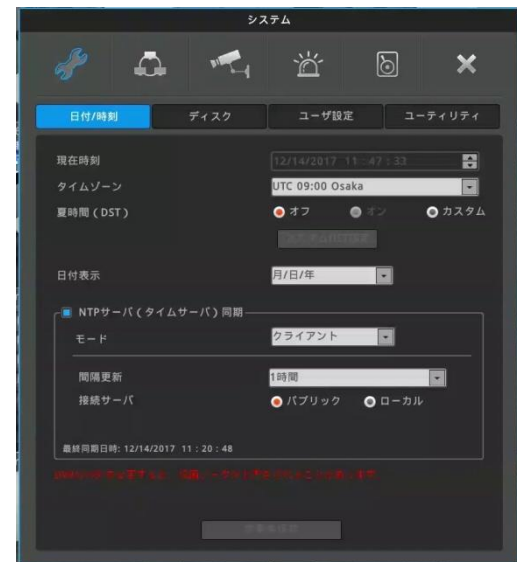 システム
日付/時刻 ディスク ユーザ設定 ユーティリティ
現在時刻 12/14/2017 11:47:33
タイムゾーン UTC 09:00 Osaka
夏時間 ( DST ) オフ オン カスタム
日付表示 月/日/年
NTPサーバ ( タイムサーバ ) 同期
モード クライアント
間隔更新 1時間
接続サーバ パブリック ローカル
最終同期日時: 12/14/2017 11 : 20 : 48